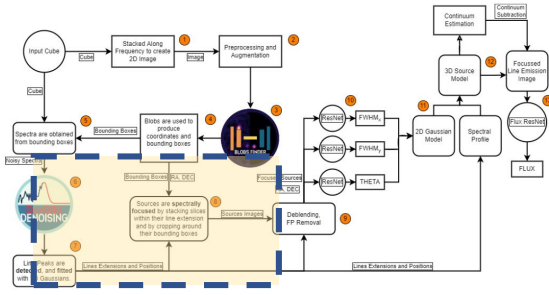 Input Cube
Cube
Stacked Along
Frequency to create
2D Image
1
Image
Preprocessing and
Augmentation
2
Cube
Continuum
Estimation
Continuum
Subtraction
3D Source
Model
12
Focussed
Line Emission
Image
5
Spectra are obtained
from bounding boxes
Bounding Boxes
4
Blobs are used to
produce
coordinates and
bounding boxes
3
BLOBS FINDER
10
ResNet
FWHMx
ResNet
FWHMy
ResNet
THETA
11
2D Gaussian
Model
Spectral
Profile
Flux ResNet
FLUX
Noisy Spectra
6
DENOISING
Bounding Boxes
RA, DEC
8
Sources are spectrally
focused by stacking slices
within their line extension
and by cropping around
their bounding boxes
Sources Images
Sources
RA, DEC
Deblending,
FP Removal
9
7
Peaks are
and fitted
with Gaussians.
Lines Extensions and Positions
Lines Extensions and Positions